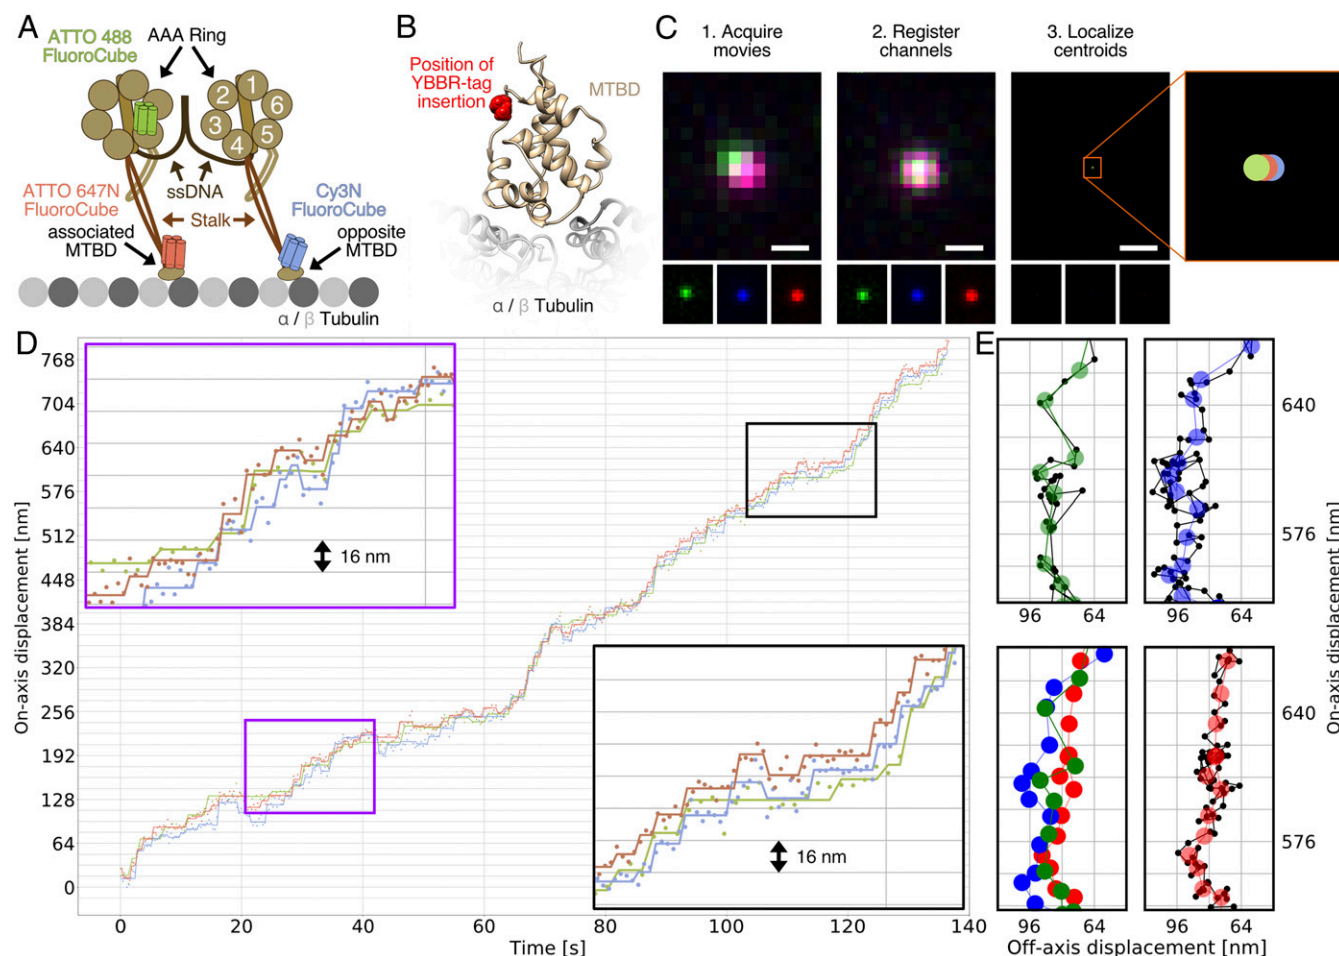 A
ATTO 488
FluoroCube
AAA Ring
1
2
6
3
5
4
ssDNA
ATTO 647N
FluoroCube
Cy3N
FluoroCube
Stalk
associated
MTBD
opposite
MTBD
α / β Tubulin
B
Position of
YBBR-tag
insertion
MTBD
α / β Tubulin
C
1. Acquire
movies
2. Register
channels
3. Localize
centroids
D
On-axis displacement [nm]
768
704
640
576
512
448
384
320
256
192
128
64
0
16 nm
16 nm
0 20 40 60 80 100 120 140
Time [s]
E
640
576
96 64 96 64
640
576
96 64 96 64
Off-axis displacement [nm]
On-axis displacement [nm]